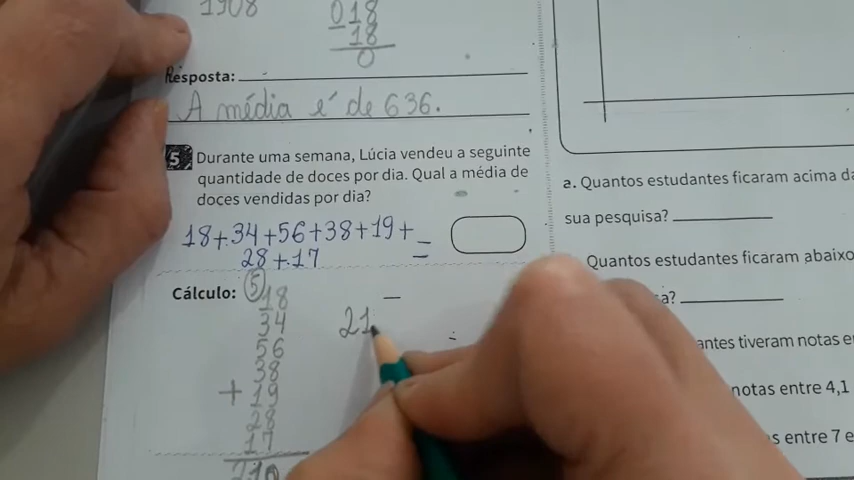 1908
018
- 18
0
Resposta:
A média é de 636.
5 Durante uma semana, Lúcia vendeu a seguinte
quantidade de doces por dia. Qual a média de
doces vendidas por dia?
18+34+56+38+19+
28+17 =
Cálculo: 5
18
34
56
38
+ 19
28
17
210
21
a. Quantos estudantes ficaram acima da
sua pesquisa?
Quantos estudantes ficaram abaixo
a?
antes tiveram notas e
notas entre 4,1
s entre 7 e